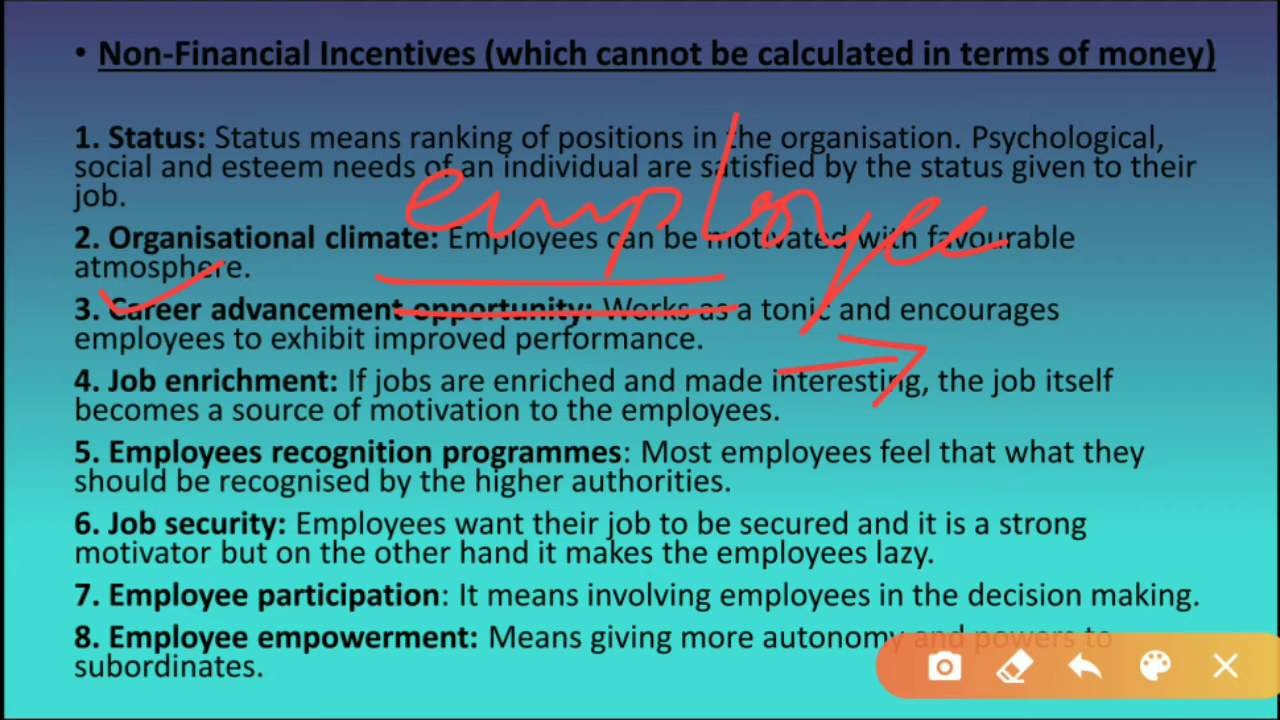 • Non-Financial Incentives (which cannot be calculated in terms of money)
1. Status: Status means ranking of positions in the organisation. Psychological,
social and esteem needs of an individual are satisfied by the status given to their
job.
employee
2. Organisational climate: Employees can be motivated with favourable
atmosphere.
3. Career advancement opportunity: Works as a tonic and encourages
employees to exhibit improved performance.
4. Job enrichment: If jobs are enriched and made interesting, the job itself
becomes a source of motivation to the employees.
5. Employees recognition programmes: Most employees feel that what they
should be recognised by the higher authorities.
6. Job security: Employees want their job to be secured and it is a strong
motivator but on the other hand it makes the employees lazy.
7. Employee participation: It means involving employees in the decision making.
8. Employee empowerment: Means giving more autonomy and powers to
subordinates.